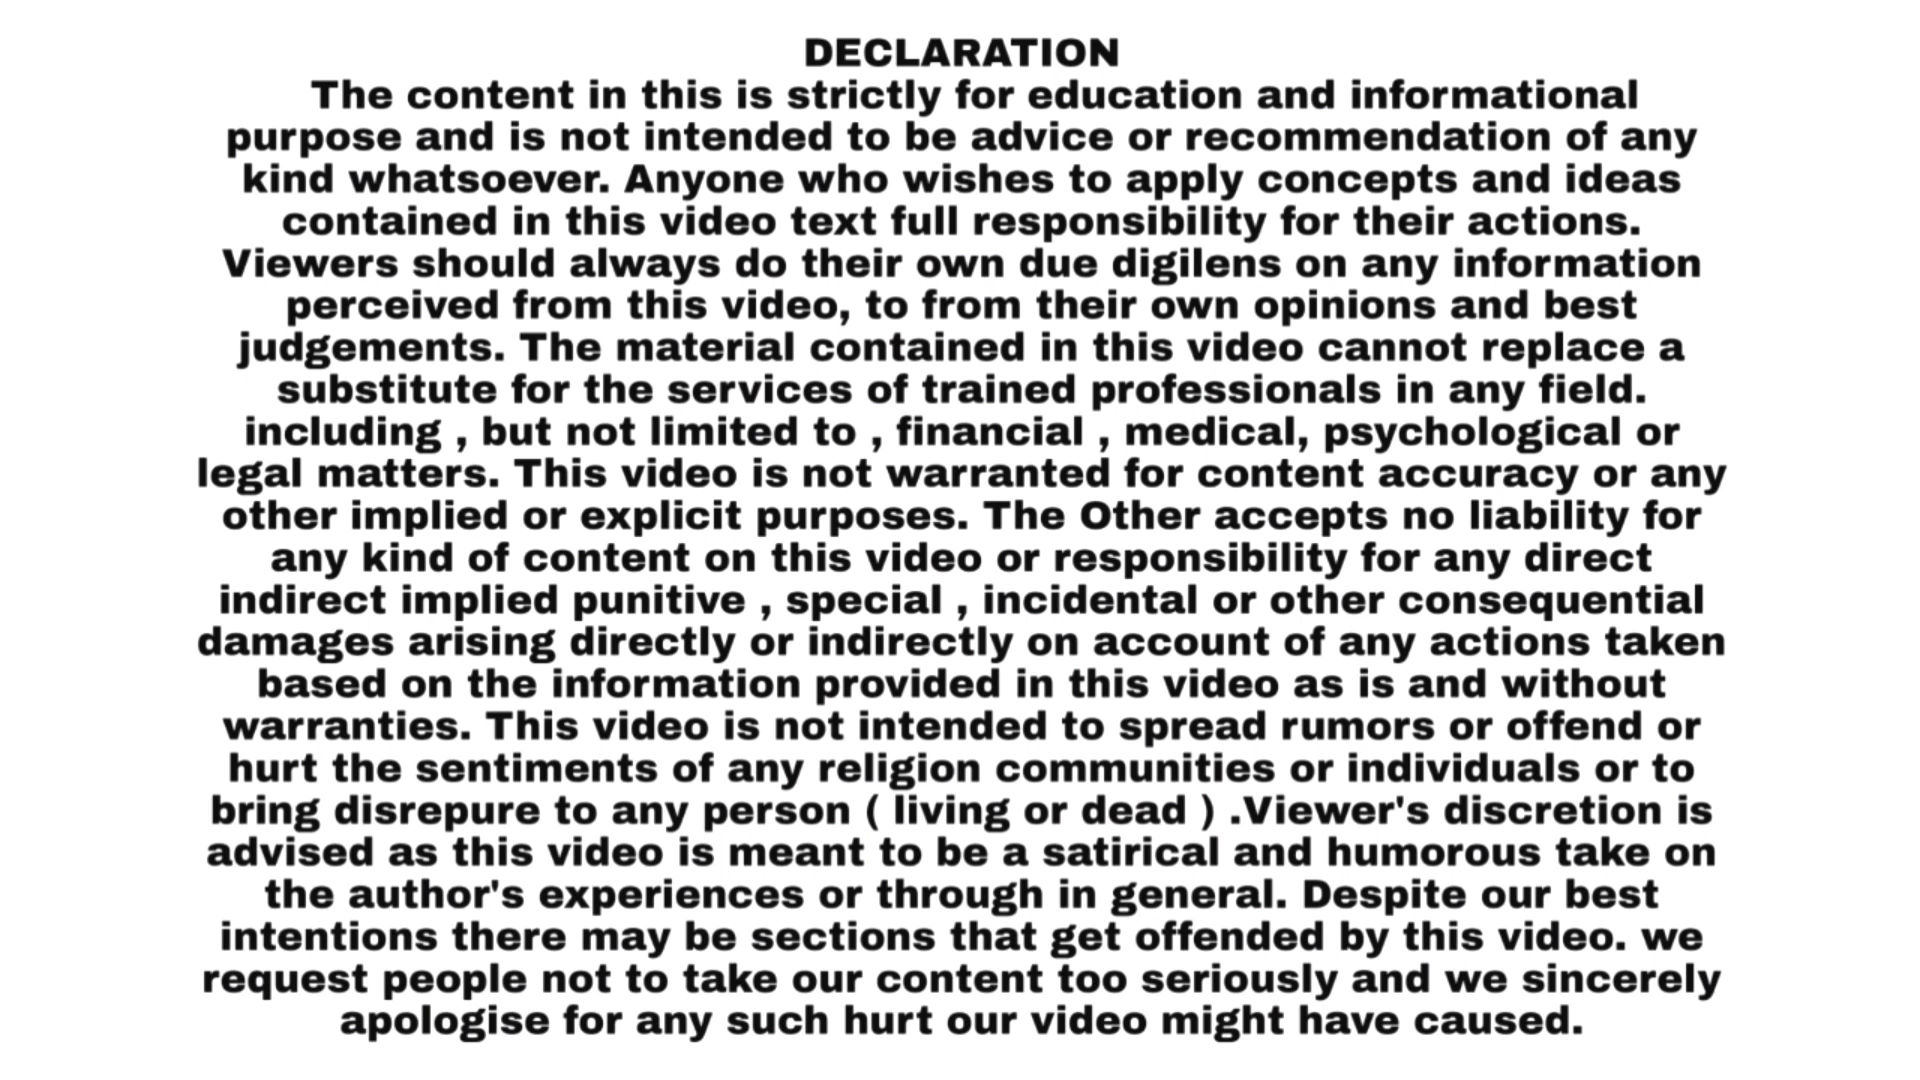 DECLARATION
The content in this is strictly for education and informational
purpose and is not intended to be advice or recommendation of any
kind whatsoever. Anyone who wishes to apply concepts and ideas
contained in this video text full responsibility for their actions.
Viewers should always do their own due digilens on any information
perceived from this video, to from their own opinions and best
judgements. The material contained in this video cannot replace a
substitute for the services of trained professionals in any field.
including , but not limited to , financial , medical, psychological or
legal matters. This video is not warranted for content accuracy or any
other implied or explicit purposes. The Other accepts no liability for
any kind of content on this video or responsibility for any direct
indirect implied punitive , special , incidental or other consequential
damages arising directly or indirectly on account of any actions taken
based on the information provided in this video as is and without
warranties. This video is not intended to spread rumors or offend or
hurt the sentiments of any religion communities or individuals or to
bring disrepure to any person ( living or dead ) .Viewer's discretion is
advised as this video is meant to be a satirical and humorous take on
the author's experiences or through in general. Despite our best
intentions there may be sections that get offended by this video. we
request people not to take our content too seriously and we sincerely
apologise for any such hurt our video might have caused.